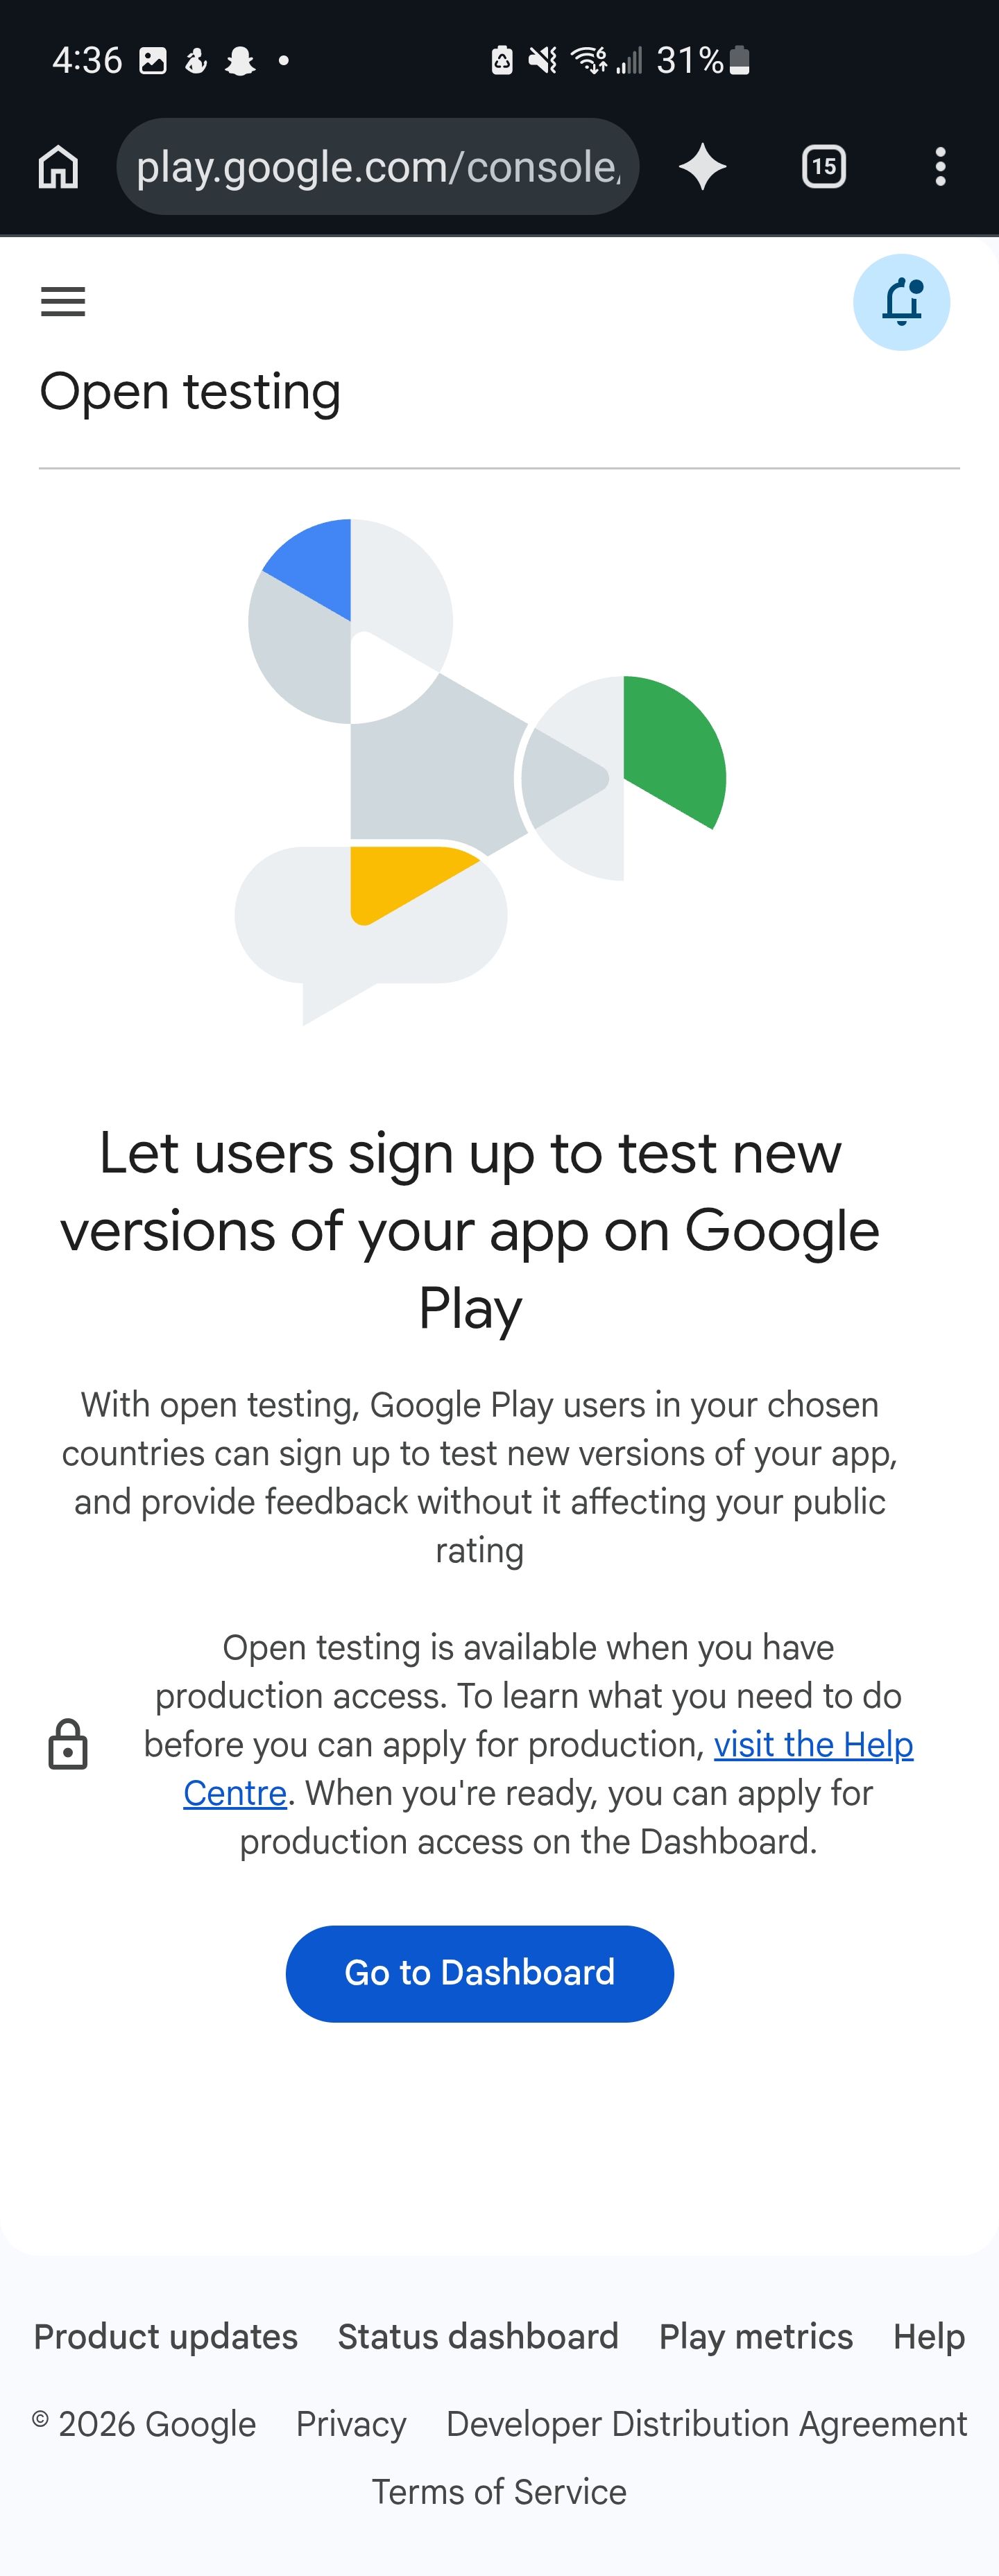 4:36
6
31%
play.google.com/console/
15
Open testing
Let users sign up to test new
versions of your app on Google
Play
With open testing, Google Play users in your chosen
countries can sign up to test new versions of your app,
and provide feedback without it affecting your public
rating
Open testing is available when you have
production access. To learn what you need to do
before you can apply for production, visit the Help
Centre. When you're ready, you can apply for
production access on the Dashboard.
Go to Dashboard
Product updates Status dashboard Play metrics Help
© 2026 Google Privacy Developer Distribution Agreement
Terms of Service